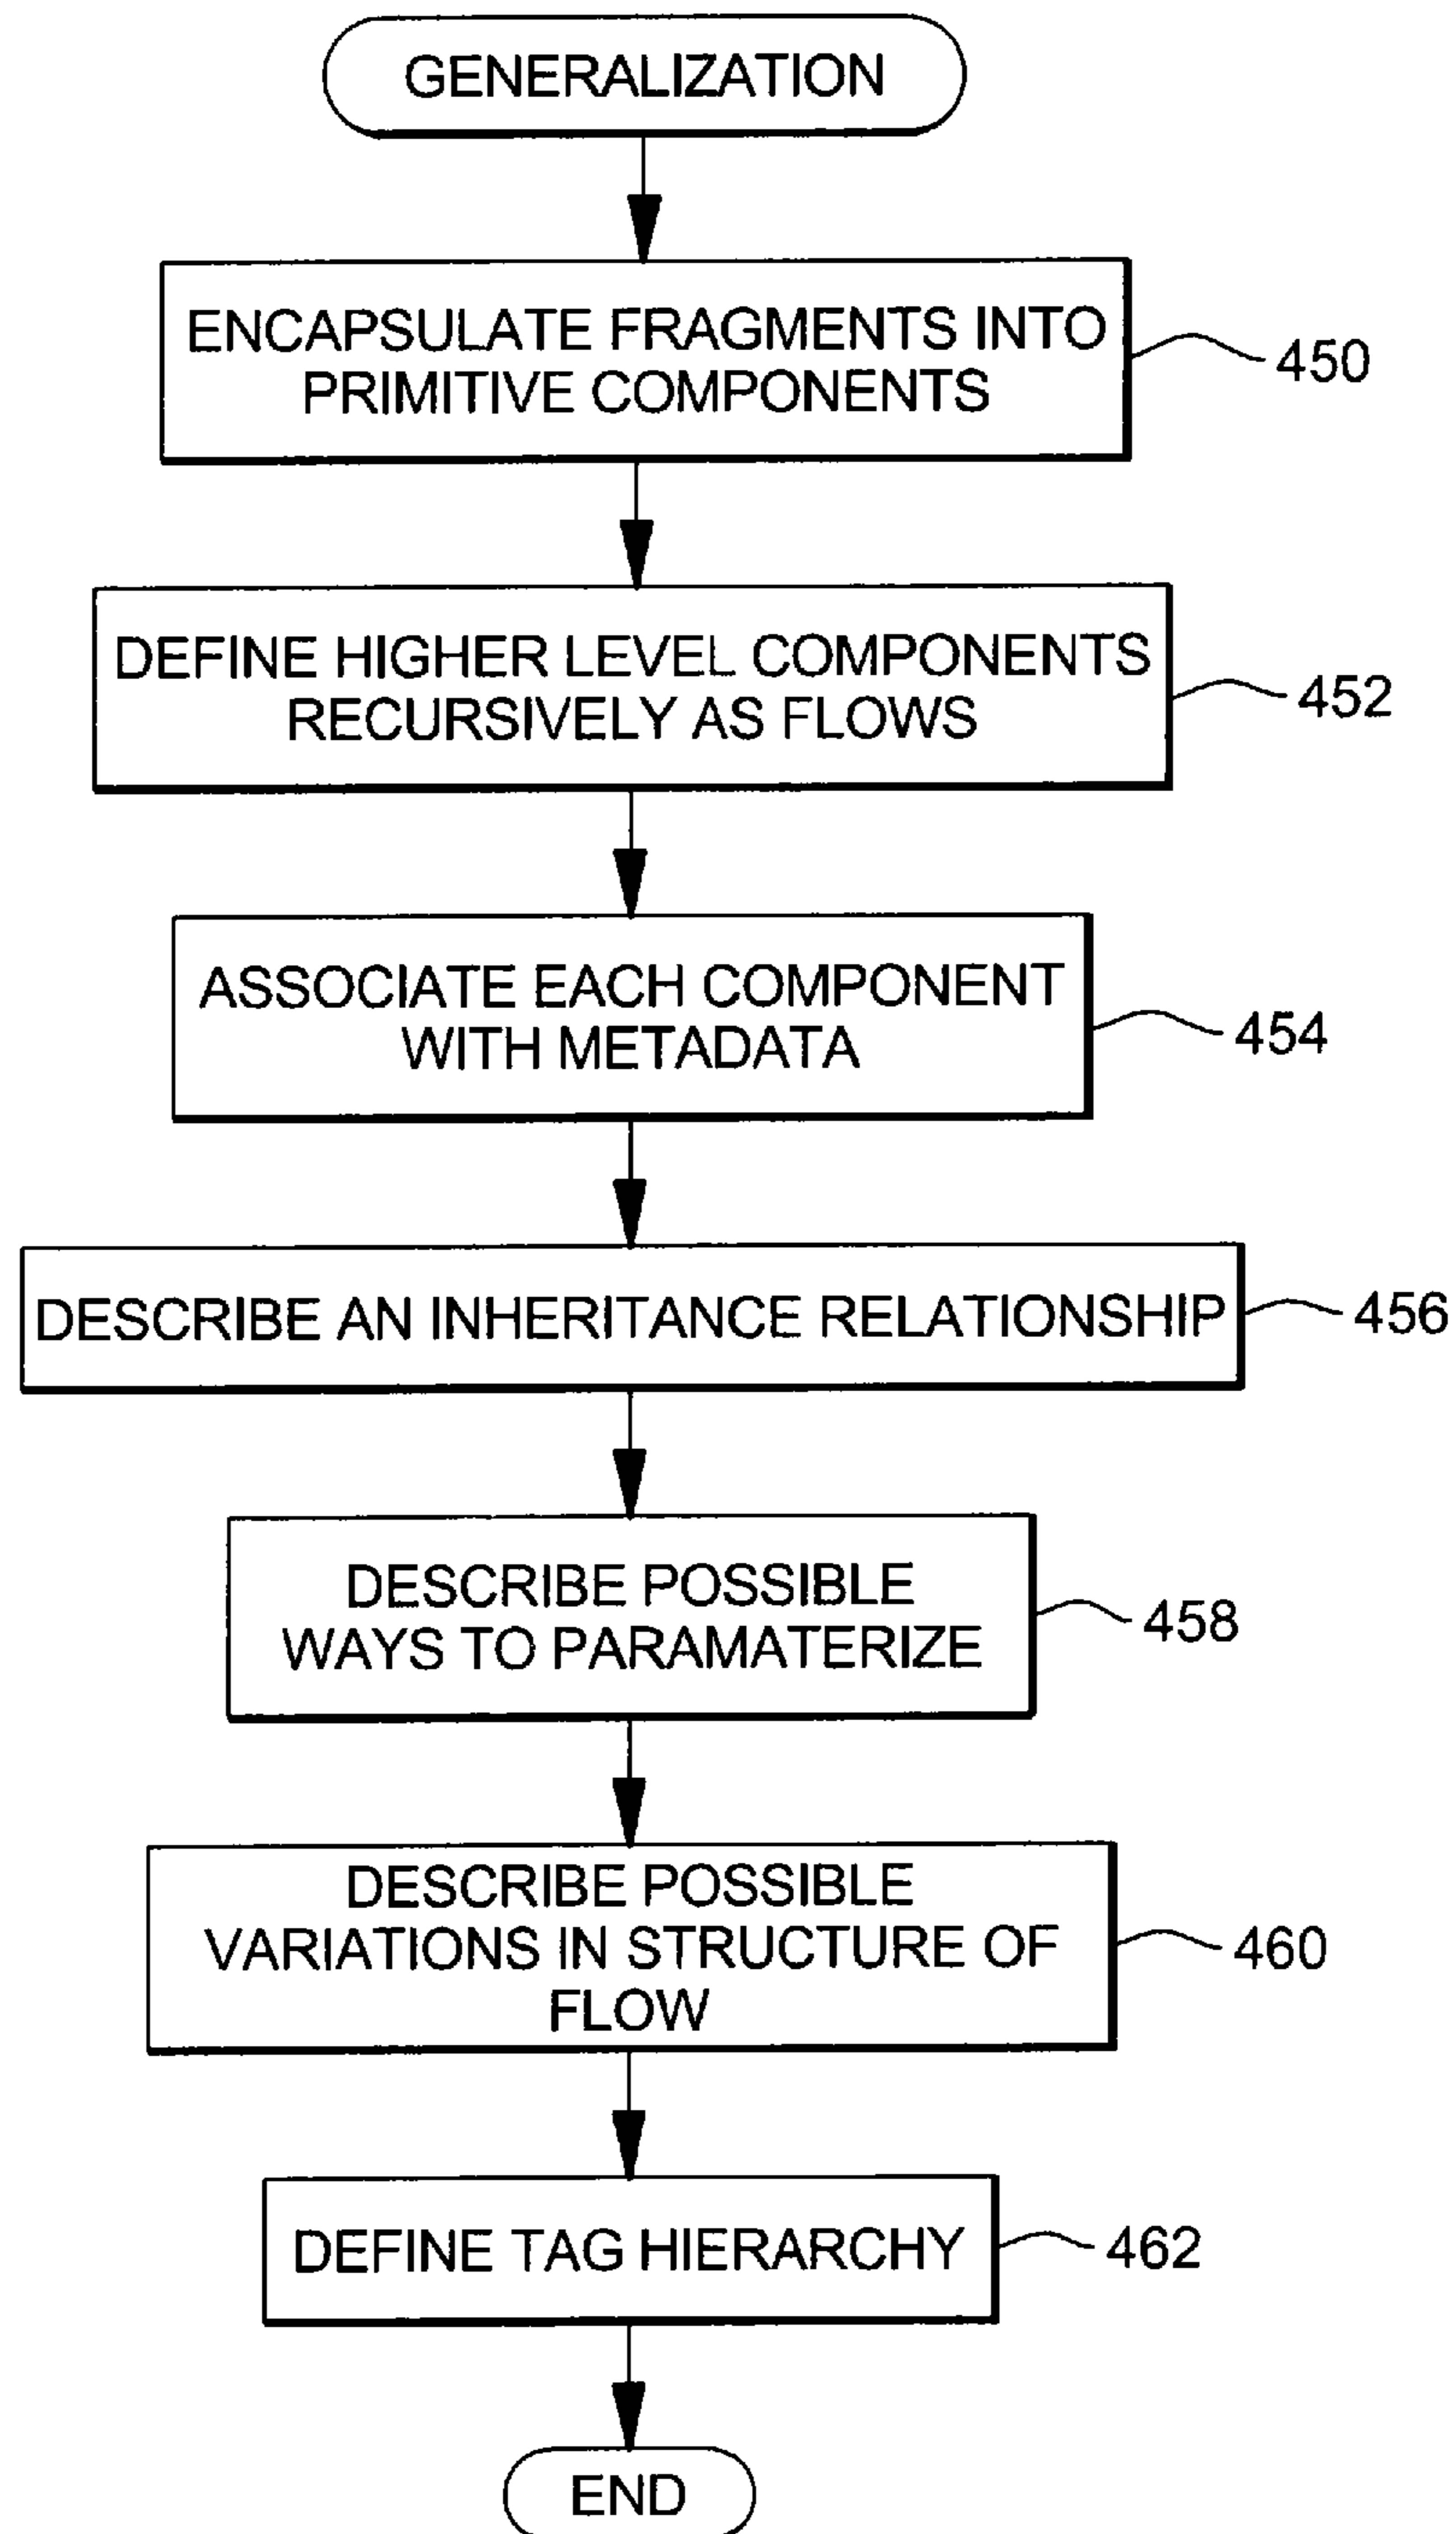 GENERALIZATION
ENCAPSULATE FRAGMENTS INTO
PRIMITIVE COMPONENTS
450
DEFINE HIGHER LEVEL COMPONENTS
RECURSIVELY AS FLOWS
452
ASSOCIATE EACH COMPONENT
WITH METADATA
454
DESCRIBE AN INHERITANCE RELATIONSHIP
456
DESCRIBE POSSIBLE
WAYS TO PARAMATERIZE
458
DESCRIBE POSSIBLE
VARIATIONS IN STRUCTURE OF
FLOW
460
DEFINE TAG HIERARCHY
462
END